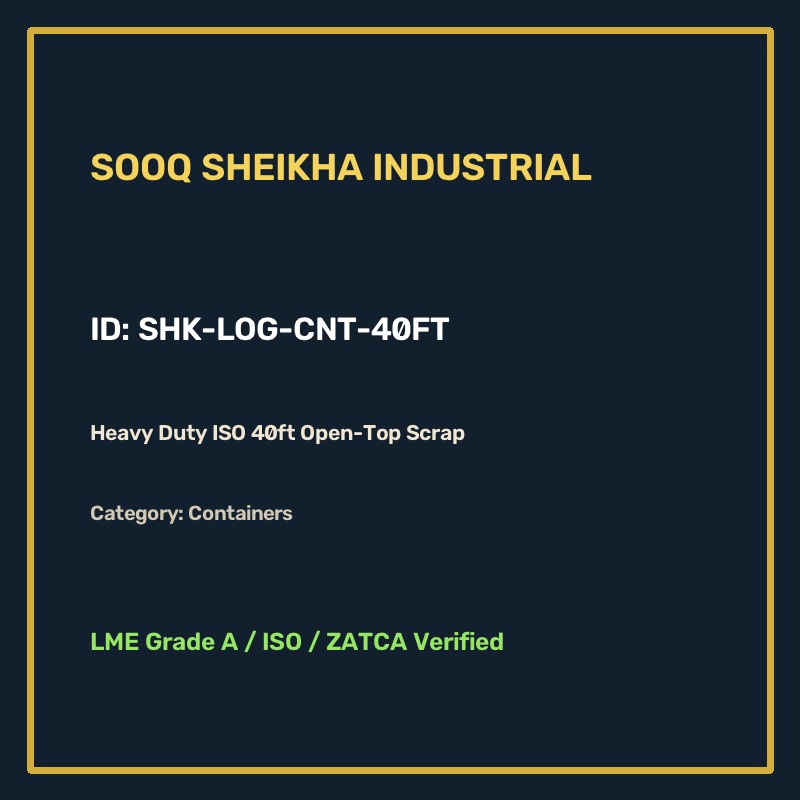 SOOQ SHEIKHA INDUSTRIAL
ID: SHK-LOG-CNT-40FT
Heavy Duty ISO 40ft Open-Top Scrap
Category: Containers
LME Grade A / ISO / ZATCA Verified